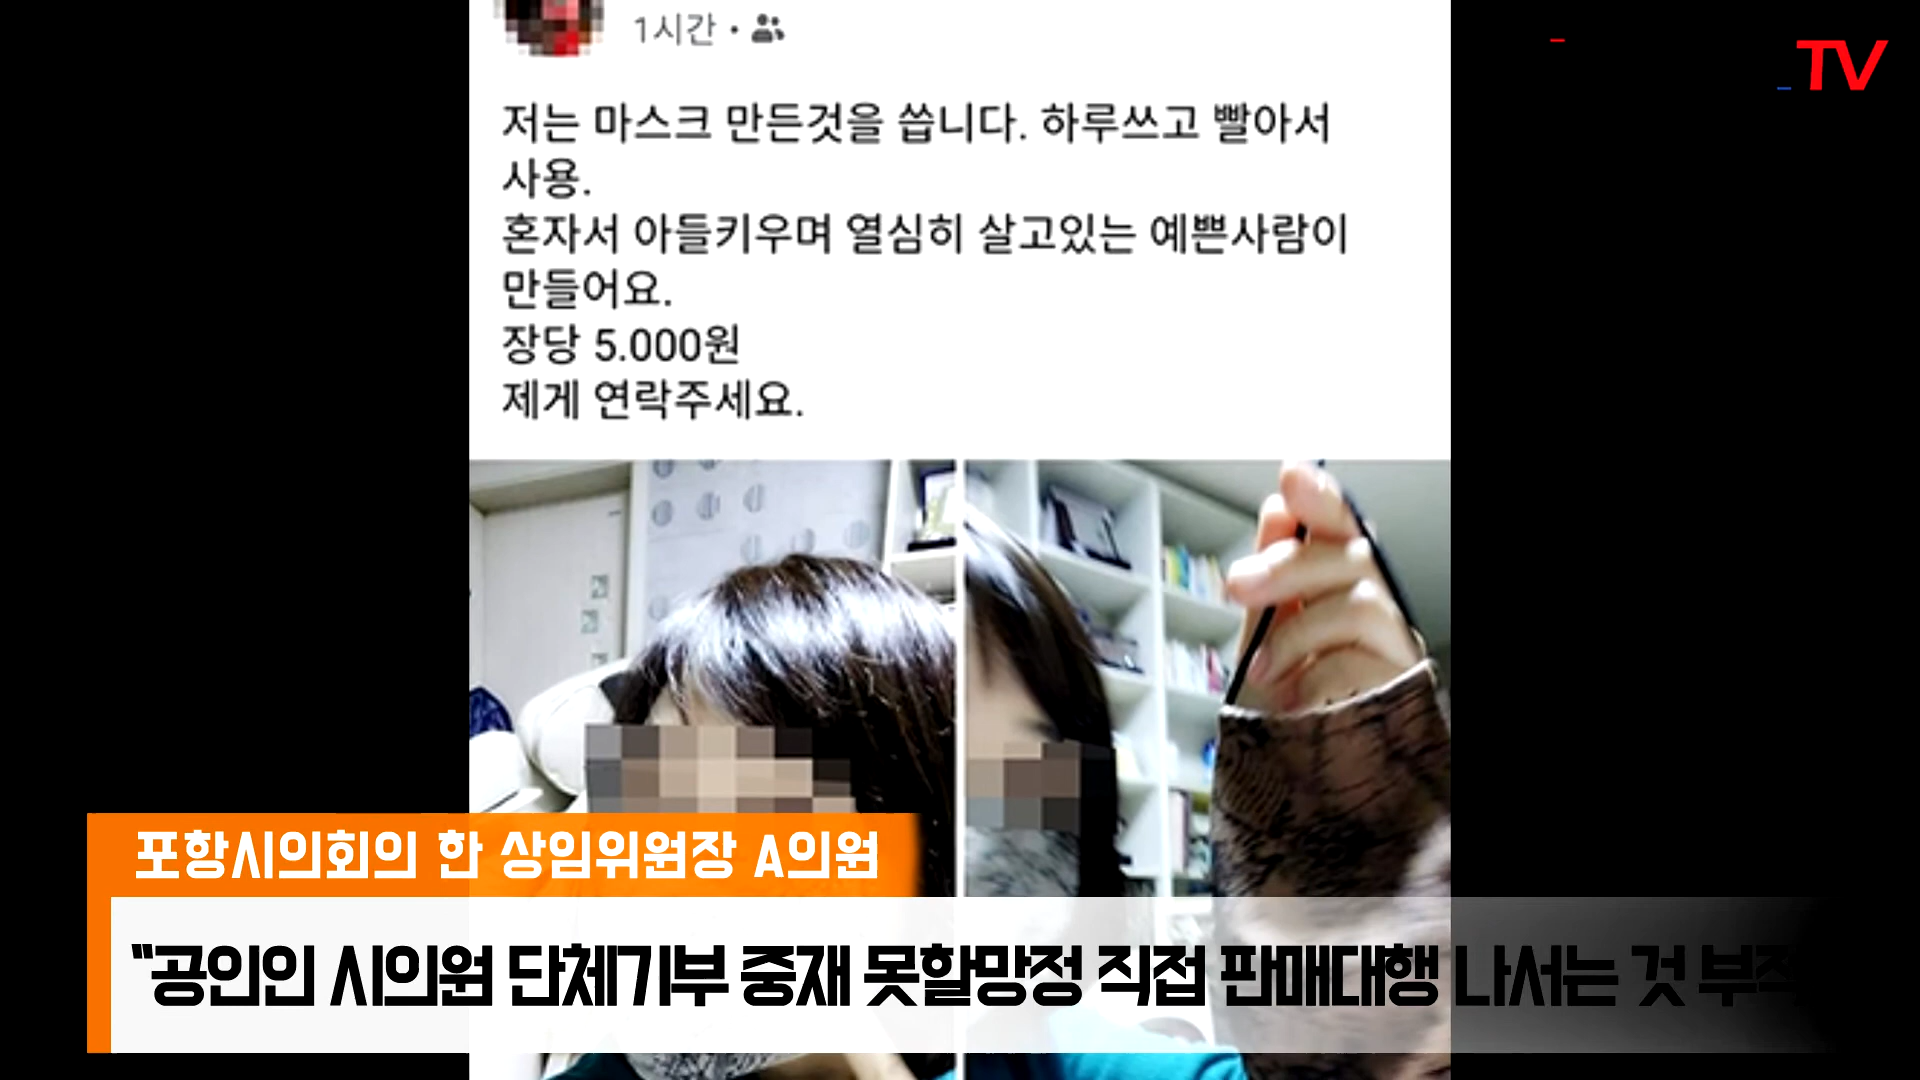 1시간
TV
저는 마스크 만든것을 씁니다. 하루쓰고 빨아서
사용.
혼자서 아들키우며 열심히 살고있는 예쁜사람이
만들어요.
장당 5.000원
제게 연락주세요.
포항시의회의 한 상임위원장 A의원
“공인인 시의원 단체기부 중재 못할망정 직접 판매대행 나서는 것